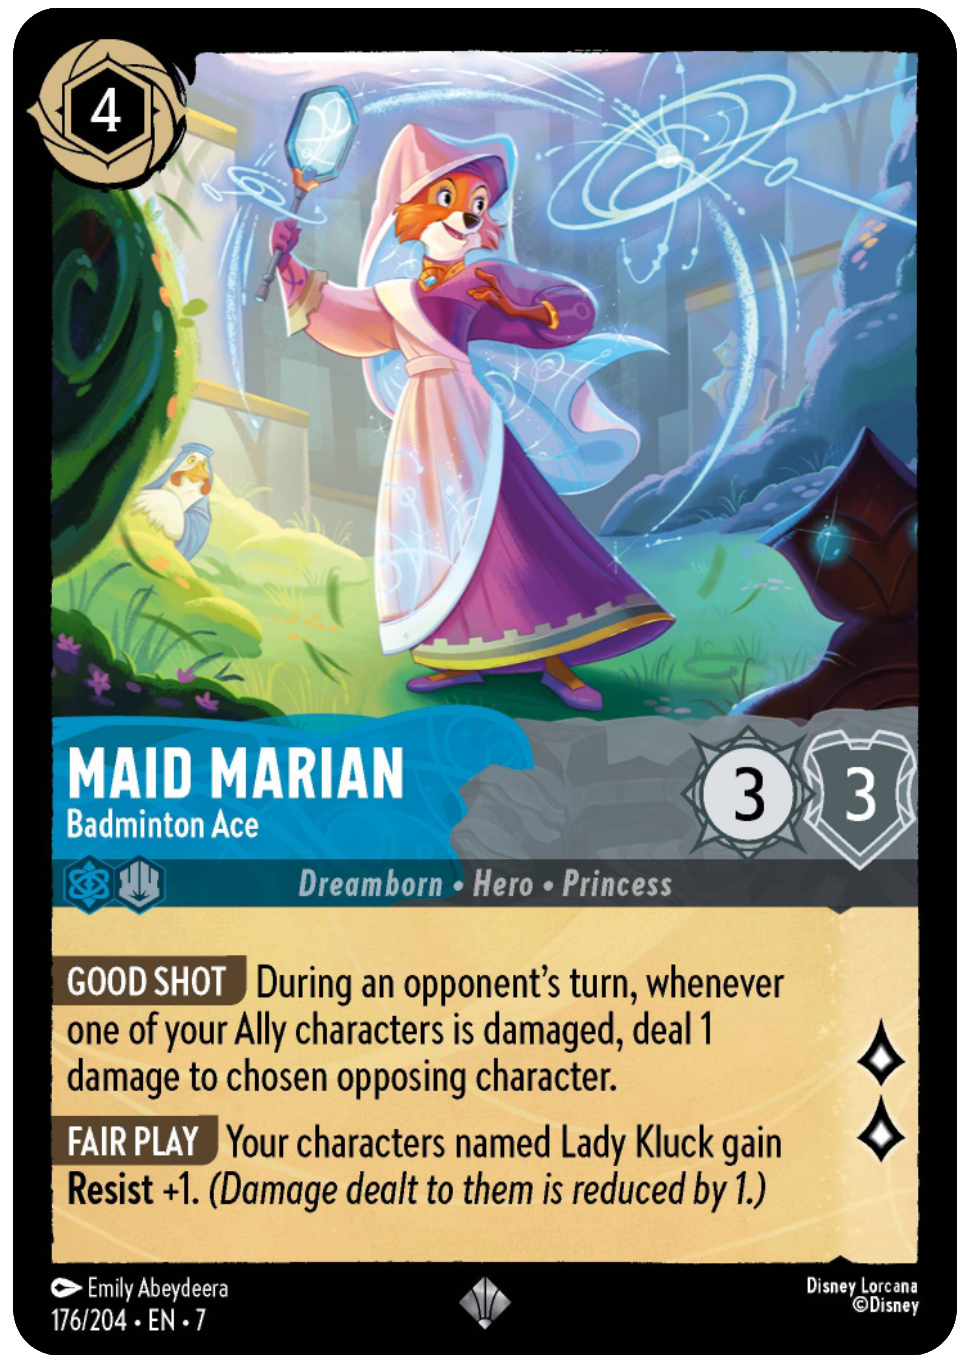 4
MAID MARIAN
Badminton Ace
3
3
Dreamborn • Hero • Princess
GOOD SHOT During an opponent's turn, whenever
one of your Ally characters is damaged, deal 1
damage to chosen opposing character.
FAIR PLAY Your characters named Lady Kluck gain
Resist +1. (Damage dealt to them is reduced by 1.)
Emily Abeydeera
176/204 • EN • 7
Disney Lorcana
©Disney